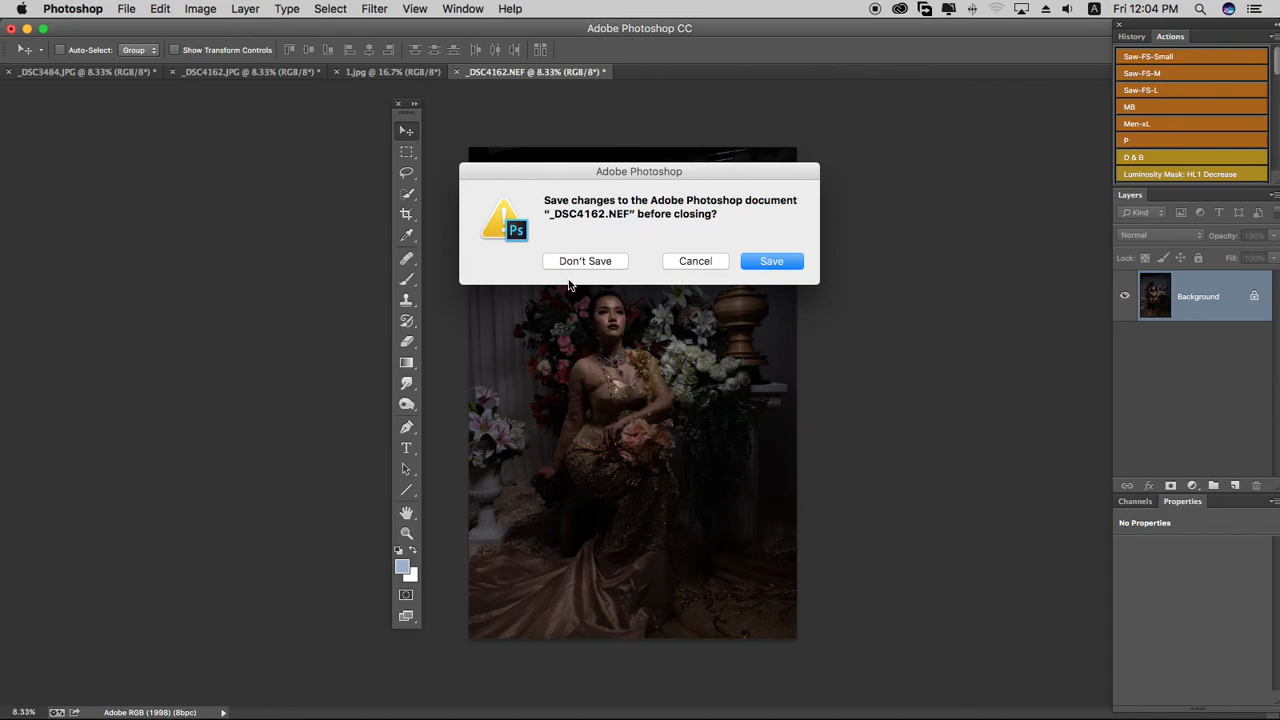 Photoshop File Edit Image Layer Type Select Filter View Window Help A Fri 12:04 PM
Adobe Photoshop CC
Auto-Select: Group Show Transform Controls
_DSC3484.JPG @ 8.33% (RGB/8*) * _DSC4162.JPG @ 8.33% (RGB/8*) * 1.jpg @ 16.7% (RGB/8*) _DSC4162.NEF @ 8.33% (RGB/8*) *
Adobe Photoshop
Save changes to the Adobe Photoshop document
“_DSC4162.NEF” before closing?
Don’t Save Cancel Save
Ps
History Actions
Saw-FS-Small
Saw-FS-M
Saw-FS-L
MB
Men-xL
P
D & B
Luminosity Mask: HL1 Decrease
Layers
Kind
Normal Opacity: 100%
Lock: Fill: 100%
Background
fx
Channels Properties
No Properties
8.33% Adobe RGB (1998) (8bpc)